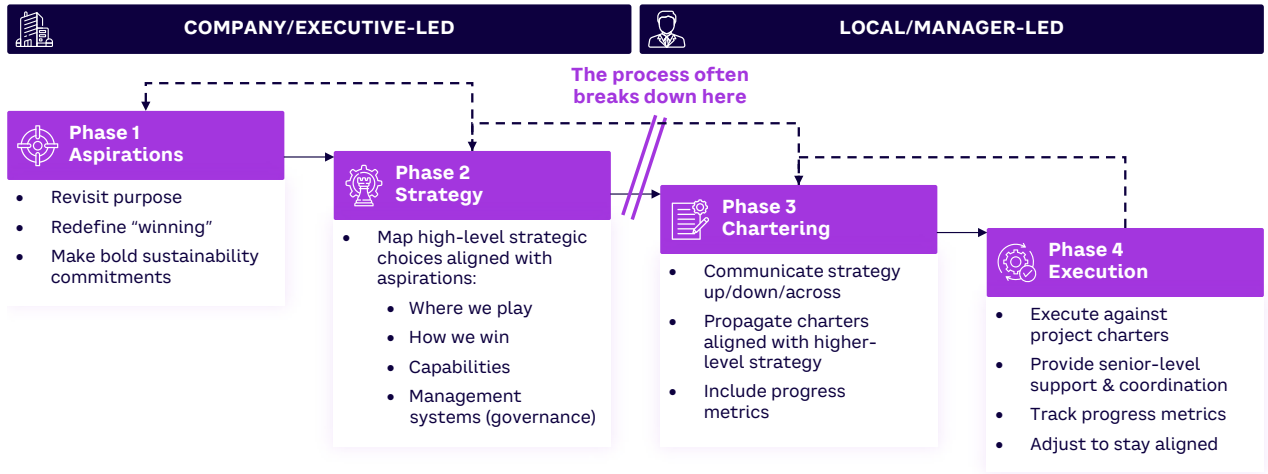 COMPANY/EXECUTIVE-LED
LOCAL/MANAGER-LED
The process often
breaks down here
Phase 1
Aspirations
• Revisit purpose
• Redefine “winning”
• Make bold sustainability
commitments
Phase 2
Strategy
• Map high-level strategic
choices aligned with
aspirations:
• Where we play
• How we win
• Capabilities
• Management
systems (governance)
Phase 3
Chartering
• Communicate strategy
up/down/across
• Propagate charters
aligned with higher-
level strategy
• Include progress
metrics
Phase 4
Execution
• Execute against
project charters
• Provide senior-level
support & coordination
• Track progress metrics
• Adjust to stay aligned